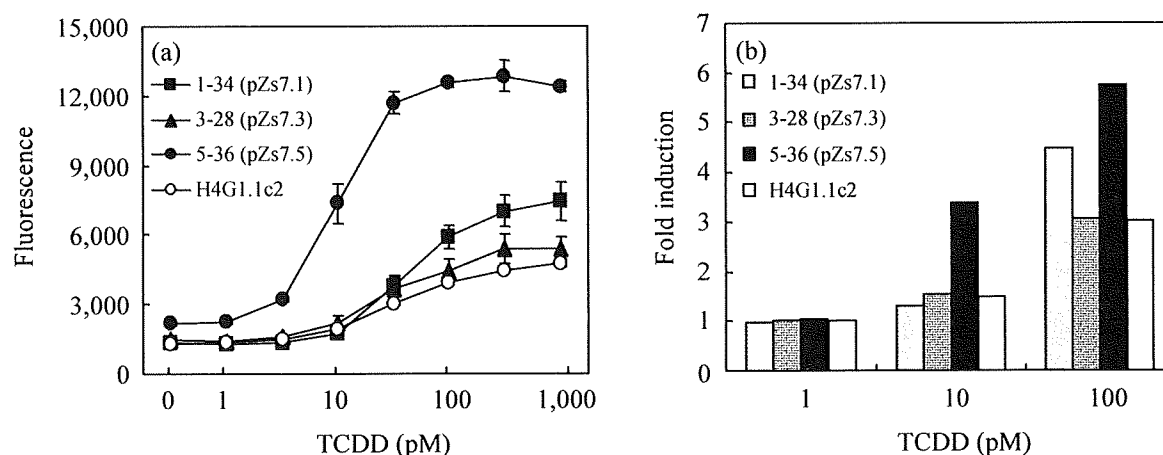 (a)
15,000
12,000
9,000
6,000
3,000
0
Fluorescence
1-34 (pZs7.1)
3-28 (pZs7.3)
5-36 (pZs7.5)
H4G1.1c2
0 1 10 100 1,000
TCDD (pM)
(b)
7
6
5
4
3
2
1
0
Fold induction
1-34 (pZs7.1)
3-28 (pZs7.3)
5-36 (pZs7.5)
H4G1.1c2
1 10 100
TCDD (pM)